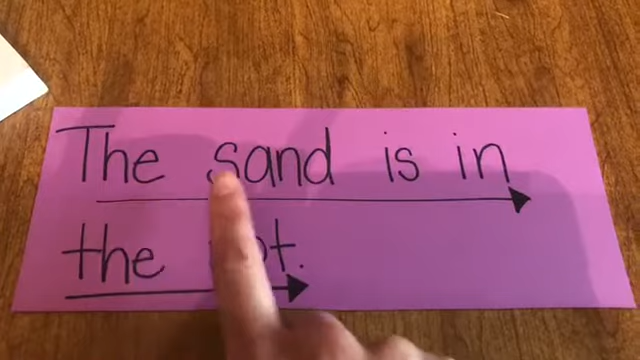 The sand is in
the